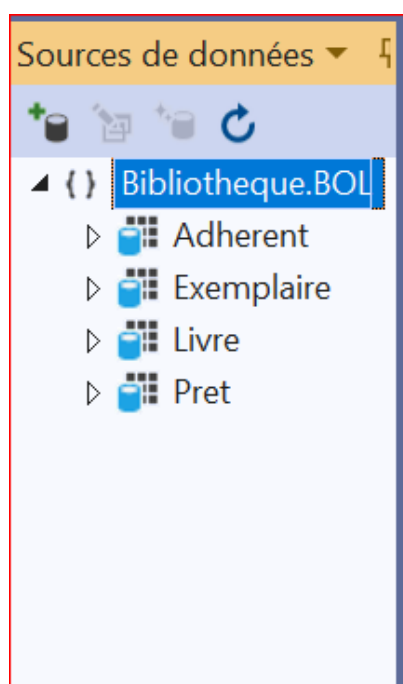 Sources de données
{ } Bibliotheque.BOL
Adherent
Exemplaire
Livre
Pret